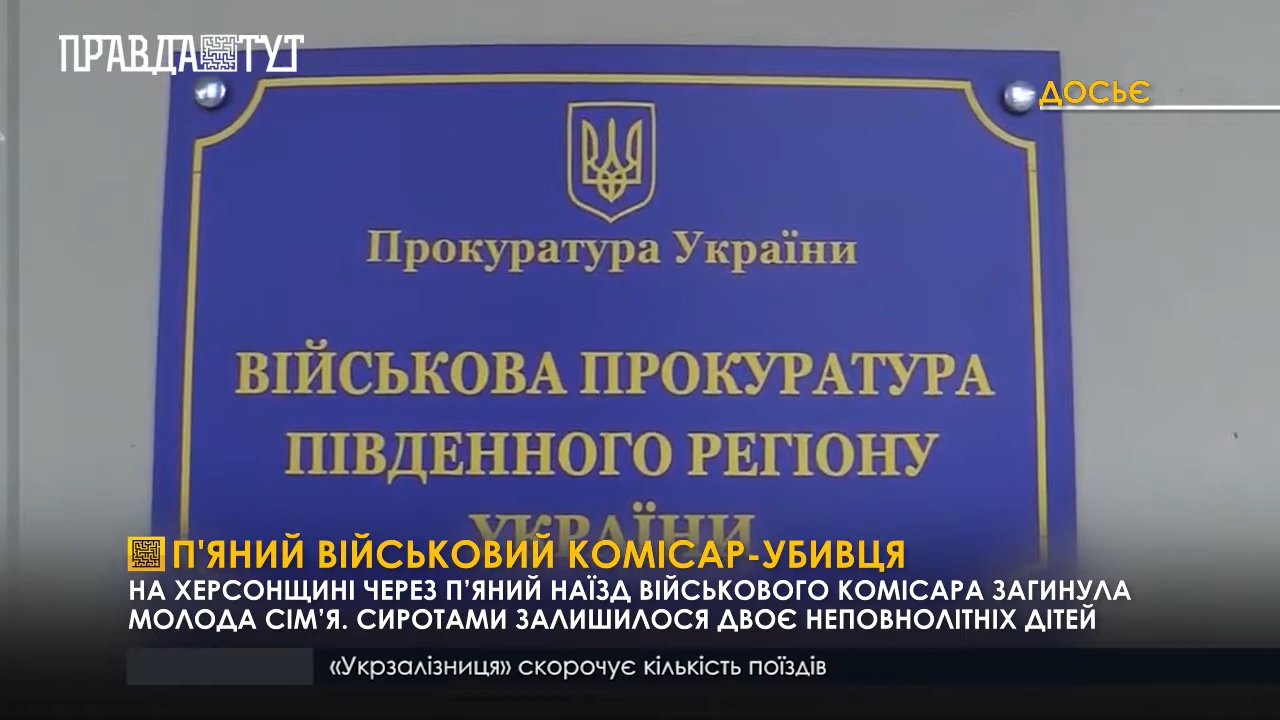 ПРАВДА ТУТ
ДОСЬЄ
Прокуратура України
ВІЙСЬКОВА ПРОКУРАТУРА
ПІВДЕННОГО РЕГІОНУ
УКРАЇНИ
П'ЯНИЙ ВІЙСЬКОВИЙ КОМІСАР-УБИВЦЯ
НА ХЕРСОНЩИНІ ЧЕРЕЗ П’ЯНИЙ НАЇЗД ВІЙСЬКОВОГО КОМІСАРА ЗАГИНУЛА
МОЛОДА СІМ’Я. СИРОТАМИ ЗАЛИШИЛОСЯ ДВОЄ НЕПОВНОЛІТНІХ ДІТЕЙ
«Укрзалізниця» скорочує кількість поїздів